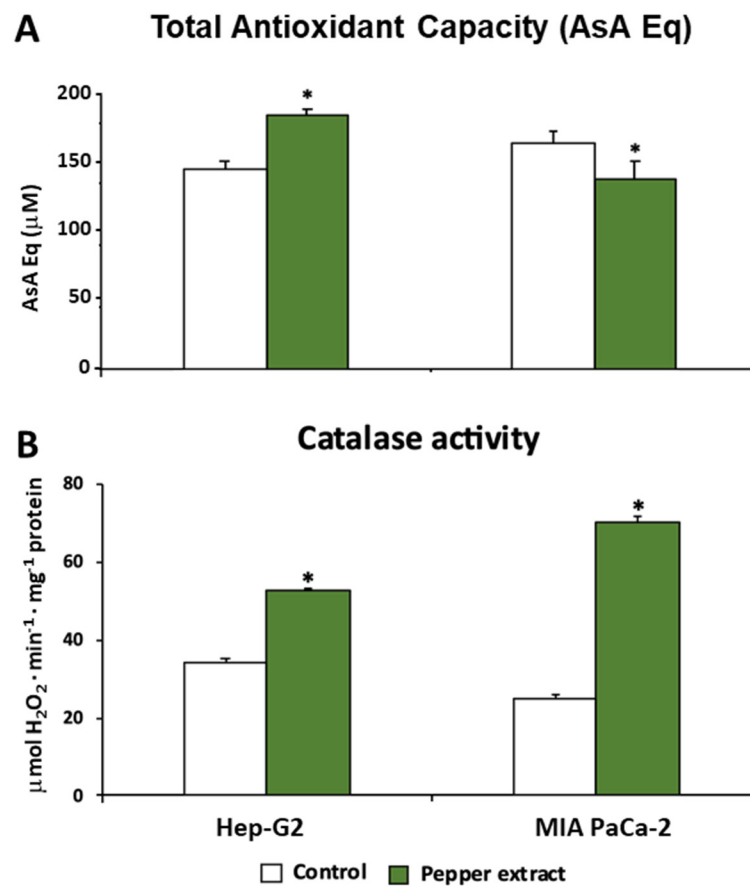 A
Total Antioxidant Capacity (AsA Eq)
AsA Eq (μM)
200
150
100
50
0
*
*
B
Catalase activity
μmol H₂O₂ · min⁻¹ · mg⁻¹ protein
80
60
40
20
0
*
*
Hep-G2
MIA PaCa-2
Control
Pepper extract